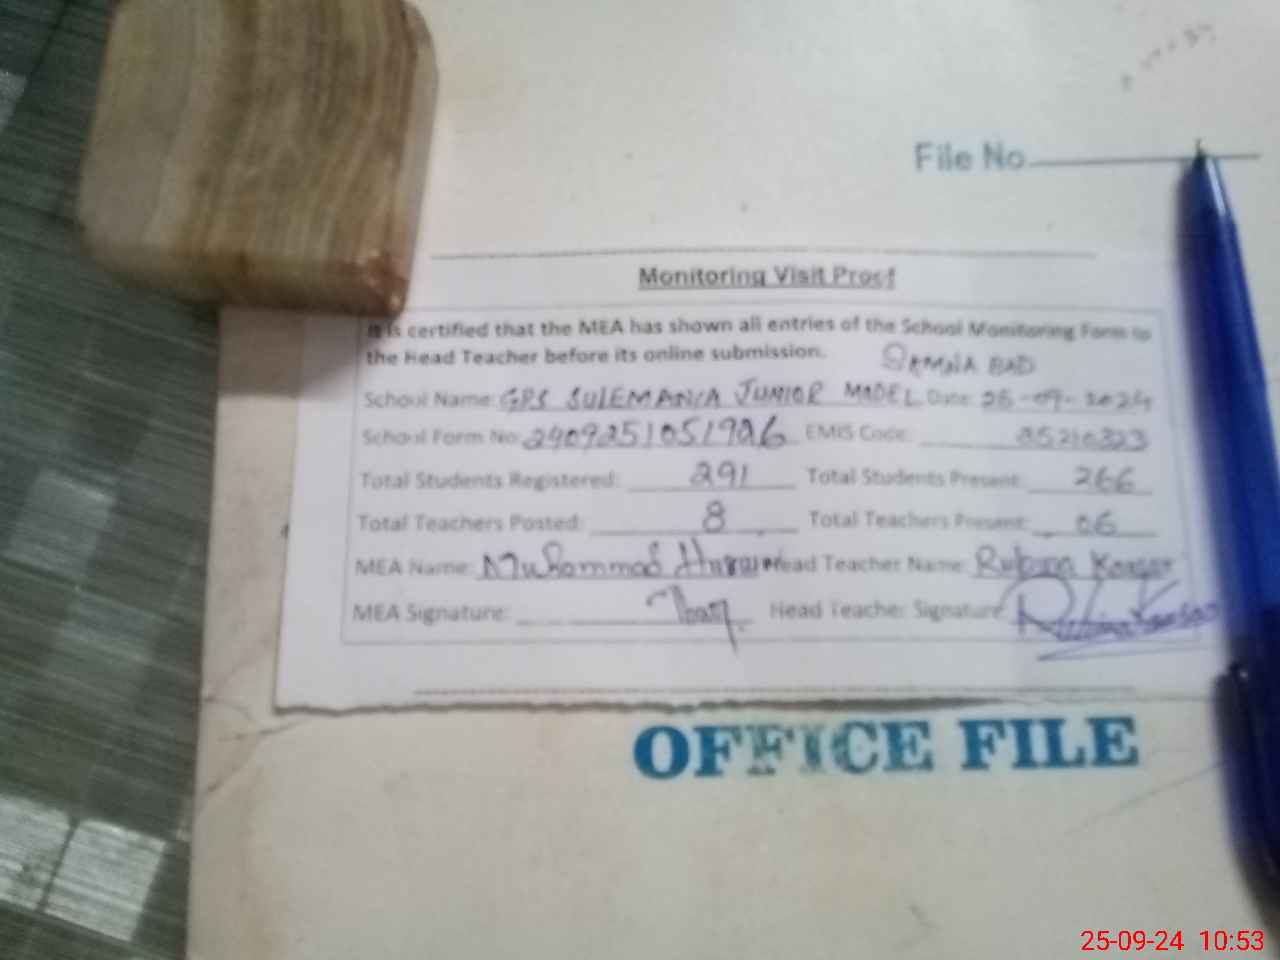 File No
Monitoring Visit Proof
It is certified that the MEA has shown all entries of the School Monitoring Form to
the Head Teacher before its online submission.
School Name: GPS SULEMANIA JUNIOR MODEL Date: 25-09-2024
School Form No: EMIS Code: 35210323
Total Students Registered: 291 Total Students Present: 266
Total Teachers Posted: 8 Total Teachers Present: 06
MEA Name: Muhammad Head Teacher Name: Rubina Kausar
MEA Signature: Head Teacher Signature: Rubina Kausar
OFFICE FILE
25-09-24 10:53